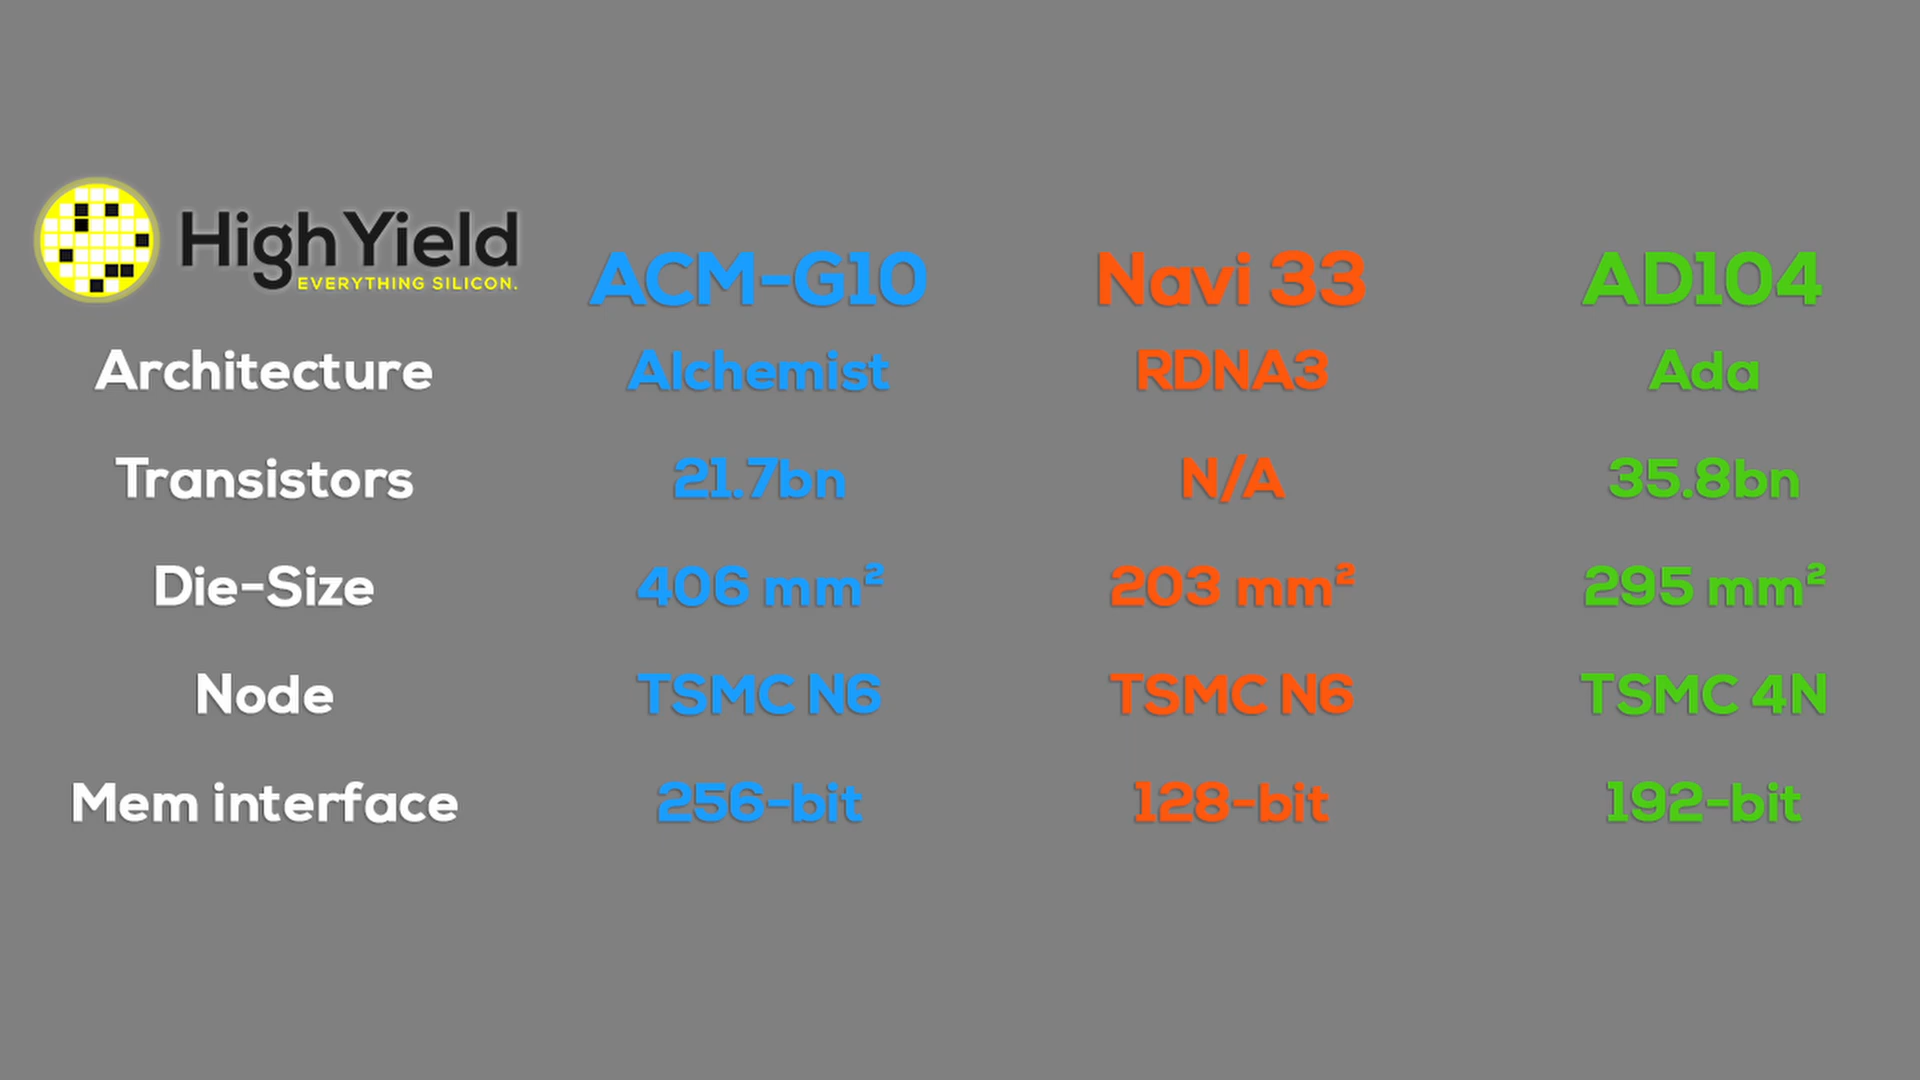 High Yield
EVERYTHING SILICON.
ACM-G10 Navi 33 AD104
Architecture Alchemist RDNA3 Ada
Transistors 21.7bn N/A 35.8bn
Die-Size 406 mm² 203 mm² 295 mm²
Node TSMC N6 TSMC N6 TSMC 4N
Mem interface 256-bit 128-bit 192-bit